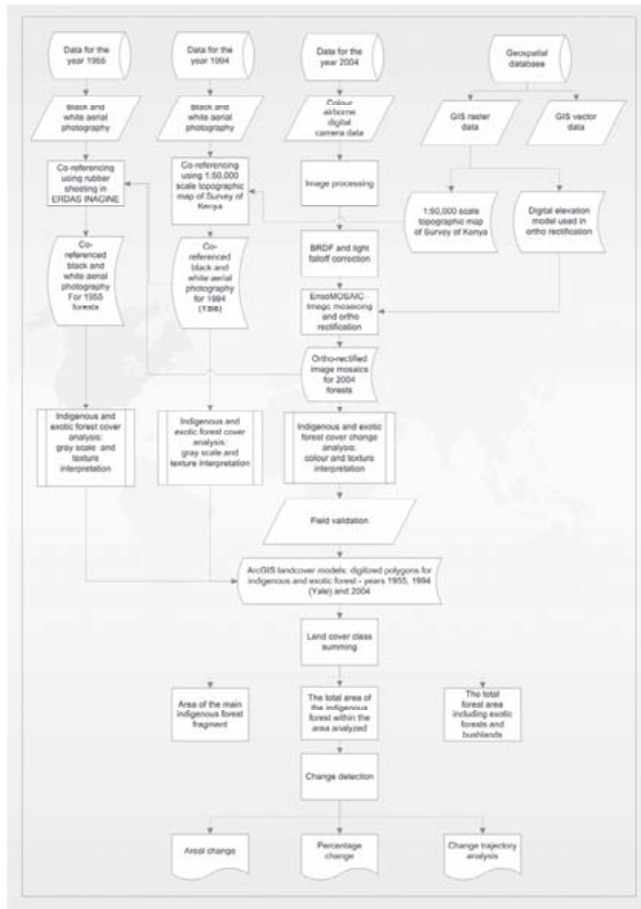 Data for the
year 1955
Data for the
year 1994
Data for the
year 2004
Geospatial
database
Black and
white aerial
photography
Black and
white aerial
photography
Colour
airborne
digital
camera data
GIS raster
data
GIS vector
data
Co-referencing
using rubber
sheeting in
ERDAS INAGINE
Co-referencing
using 1:50,000
scale topographic
map of Survey of
Kenya
Image processing
1:50,000 scale
topographic map
of Survey of Kenya
Digital elevation
model used in
ortho rectification
BRDF and light
falloff correction
Co-
referenced
black and
white aerial
photography
For 1955
forests
Co-
referenced
black and
white aerial
photography
for 1994
(Yale)
EnsoMOSAIC -
Image mosaicing
and ortho
rectification
Ortho-rectified
image mosaics
for 2004
forests
Indigenous and
exotic forest cover
analysis:
gray scale and
texture
interpretation
Indigenous and
exotic forest cover
analysis:
gray scale and
texture interpretation
Indigenous and exotic
forest cover change
analysis:
colour and texture
interpretation
Field validation
ArcGIS landcover models: digitized polygons for
indigenous and exotic forest - years 1955, 1994
(Yale) and 2004
Land cover class
summing
Area of the main
indigenous forest
fragment
The total area of
the indigenous
forest within the
area analyzed
The total
forest area
including exotic
forests and
bushlands
Change detection
Areal change
Percentage
change
Change trajectory
analysis